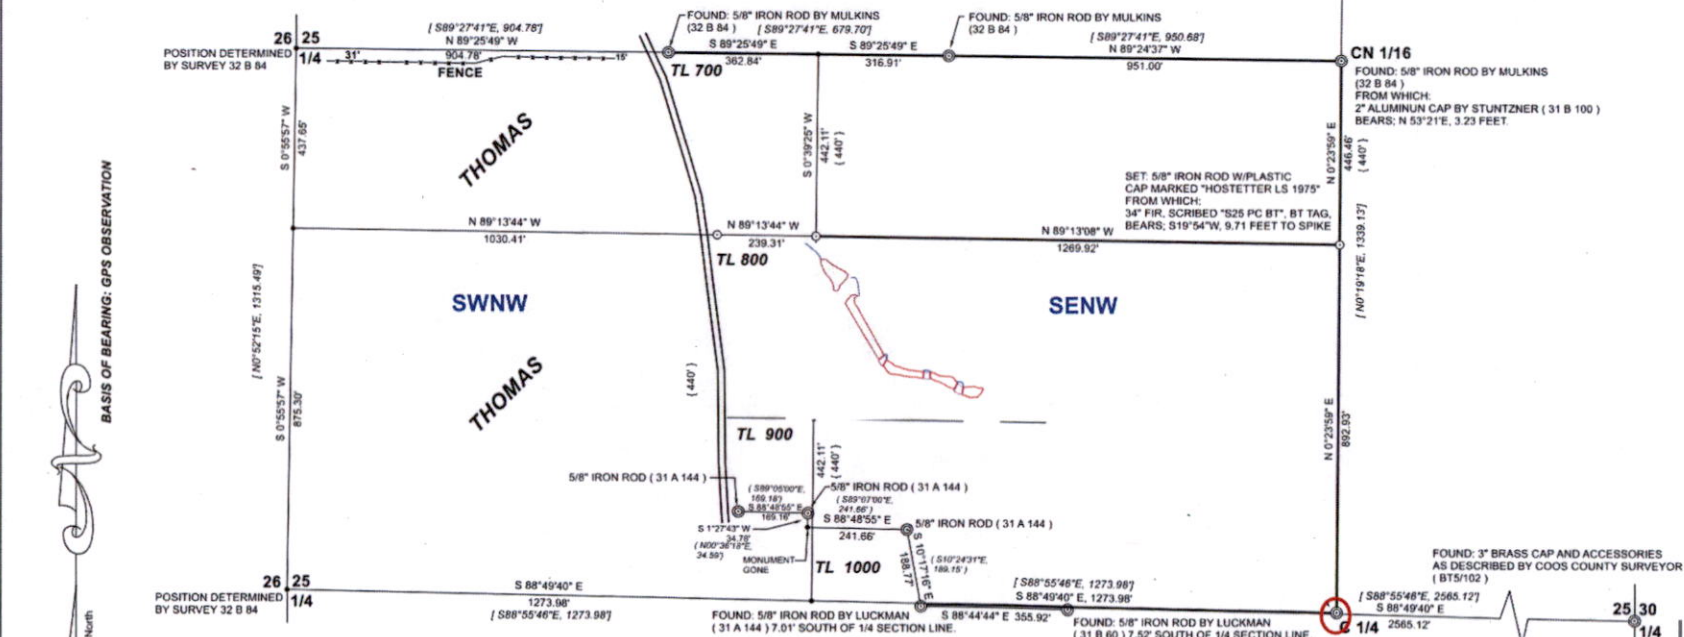 [ S89°27'41"E, 904.78']
N 89°25'49" W
904.78'
26 25
1/4
POSITION DETERMINED
BY SURVEY 32 B 84
31'
15'
FENCE
FOUND: 5/8" IRON ROD BY MULKINS
(32 B 84 )
[S89°27'41"E, 679.70']
S 89°25'49" E
362.84'
TL 700
S 89°25'49" E
316.91'
FOUND: 5/8" IRON ROD BY MULKINS
(32 B 84 )
[S89°27'41"E, 950.68']
N 89°24'37" W
951.00'
CN 1/16
FOUND: 5/8" IRON ROD BY MULKINS
(32 B 84 )
FROM WHICH:
2" ALUMINUN CAP BY STUNTZNER ( 31 B 100 )
BEARS; N 53°21'E, 3.23 FEET.
S 0°55'57" W
437.65'
THOMAS
S 0°39'25" W
442.11'
{ 440' }
N 0°23'59" E
446.46'
{ 440' }
SET: 5/8" IRON ROD W/PLASTIC
CAP MARKED "HOSTETTER LS 1975"
FROM WHICH:
34" FIR, SCRIBED "S25 PC BT", BT TAG,
BEARS; S19°54"W, 9.71 FEET TO SPIKE
[ N0°19'18"E, 1339.13']
BASIS OF BEARING: GPS OBSERVATION
N 89°13'44" W
1030.41'
N 89°13'44" W
239.31'
N 89°13'08" W
1269.92'
TL 800
SWNW
SENW
[ N0°52'15"E, 1315.49']
S 0°55'57" W
875.30'
THOMAS
{ 440' }
N 0°23'59" E
892.93'
TL 900
442.11'
{ 440' }
5/8" IRON ROD ( 31 A 144 )
( S89°05'00"E,
169.18')
S 88°48'55" E
169.16'
5/8" IRON ROD ( 31 A 144 )
( S89°07'00"E,
241.66')
S 88°48'55" E
241.66'
5/8" IRON ROD ( 31 A 144 )
S 1°27'43" W
34.78'
( N00°36'18"E,
34.59')
MONUMENT
GONE
TL 1000
S 10°17'16" E
188.77'
(S10°24'31"E,
189.15')
26 25
1/4
POSITION DETERMINED
BY SURVEY 32 B 84
S 88°49'40" E
1273.98'
[ S88°55'46"E, 1273.98']
FOUND: 5/8" IRON ROD BY LUCKMAN
( 31 A 144 ) 7.01' SOUTH OF 1/4 SECTION LINE.
[ S88°55'46"E, 1273.98']
S 88°49'40" E, 1273.98'
S 88°44'44" E 355.92'
FOUND: 5/8" IRON ROD BY LUCKMAN
( 31 B 60 ) 7.52' SOUTH OF 1/4 SECTION LINE
C 1/4
[ S88°55'46"E, 2565.12']
S 88°49'40" E
2565.12'
FOUND: 3" BRASS CAP AND ACCESSORIES
AS DESCRIBED BY COOS COUNTY SURVEYOR
( BT5/102 )
25 30
1/4
North